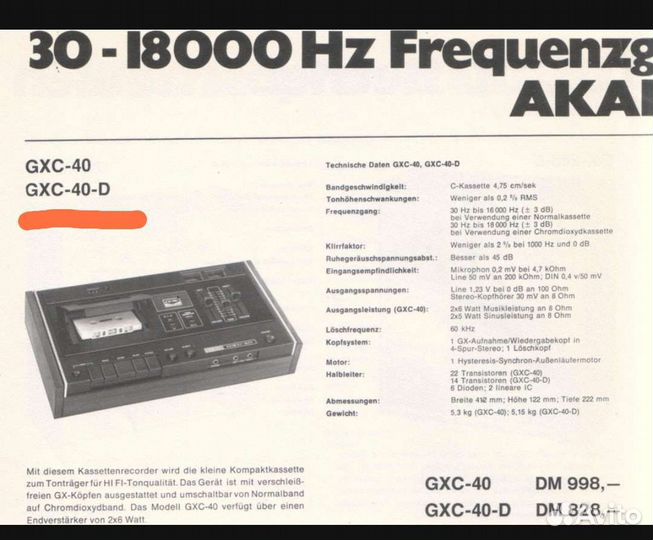 30 - 18000 Hz Frequenzg
AKAI
GXC-40
GXC-40-D
Technische Daten GXC-40, GXC-40-D
Bandgeschwindigkeit: C-Kassette 4,75 cm/sek
Tonhöhenschwankungen: Weniger als 0,2 % RMS
Frequenzgang: 30 Hz bis 16000 Hz (± 3 dB)
bei Verwendung einer Normalkassette
30 Hz bis 18000 Hz (± 3 dB)
bei Verwendung einer Chromdioxydkassette
Klirrfaktor: Weniger als 2 % bei 1000 Hz und 0 dB
Ruhegeräuschspannungsabst.: Besser als 45 dB
Eingangsempfindlichkeit: Mikrophon 0,2 mV bei 4,7 kOhm
Line 50 mV an 200 kOhm; DIN 0,4 v/50 mV
Ausgangsspannungen: Line 1,23 V bei 0 dB an 100 Ohm
Stereo-Kopfhörer 30 mV an 8 Ohm
Ausgangsleistung (GXC-40): 2x6 Watt Musikleistung an 8 Ohm
2x5 Watt Sinusleistung an 8 Ohm
Löschfrequenz: 60 kHz
Kopfsystem: 1 GX-Aufnahme/Wiedergabekopf in
4-Spur-Stereo; 1 Löschkopf
Motor: 1 Hysteresis-Synchron-Außenläufermotor
Halbleiter: 22 Transistoren (GXC-40)
14 Transistoren (GXC-40-D)
6 Dioden; 2 lineare IC
Abmessungen: Breite 412 mm; Höhe 122 mm; Tiefe 222 mm
Gewicht: 5,3 kg (GXC-40); 5,15 kg (GXC-40-D)
Mit diesem Kassettenrecorder wird die kleine Kompaktkassette
zum Tonträger für HI FI-Tonqualität. Das Gerät ist mit verschleiß-
freien GX-Köpfen ausgestattet und umschaltbar von Normalband
auf Chromdioxydband. Das Modell GXC-40 verfügt über einen
Endverstärker von 2x6 Watt.
GXC-40 DM 998,—
GXC-40-D DM 828,—
Avito